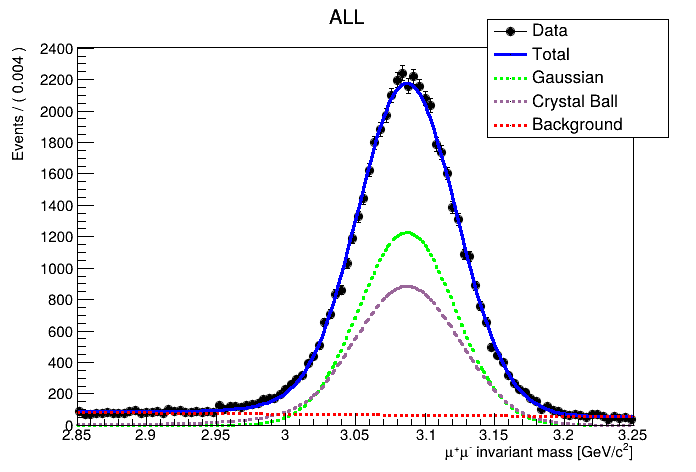 ALL
Data
Total
Gaussian
Crystal Ball
Background
Events / ( 0.004 )
2400
2200
2000
1800
1600
1400
1200
1000
800
600
400
200
0
2.85 2.9 2.95 3 3.05 3.1 3.15 3.2 3.25
μ⁺μ⁻ invariant mass [GeV/c²]